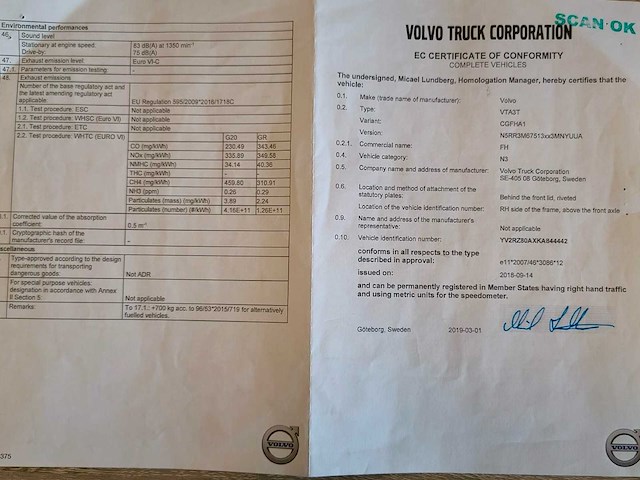 Environmental performances
46. Sound level
Stationary at engine speed: 83 dB(A) at 1350 min-1
Drive-by: 75 dB(A)
47. Exhaust emission level Euro VI-C
47.1. Parameters for emission testing: -
48. Exhaust emissions
Number of the base regulatory act and
the latest amending regulatory act
applicable: EU Regulation 595/2009*2018/1718C
1.1. Test procedure: ESC Not applicable
1.2. Test procedure: WHSC (Euro VI) Not applicable
2.1. Test procedure: ETC Not applicable
2.2. Test procedure: WHTC (EURO VI) G20 GR
CO (mg/kWh) 230.49 343.46
NOx (mg/kWh) 335.89 349.58
NMHC (mg/kWh) 34.14 40.36
THC (mg/kWh) - -
CH4 (mg/kWh) 459.80 310.91
NH3 (ppm) 0.26 0.29
Particulates (mass) (mg/kWh) 3.89 2.24
Particulates (number) (#/kWh) 4.16E+11 1.26E+11
.1. Corrected value of the absorption
coefficient: 0,5 m-1
.1. Cryptographic hash of the
manufacturer's record file: -
scellaneous
Type-approved according to the design
requirements for transporting
dangerous goods: Not ADR
For special purpose vehicles:
designation in accordance with Annex
II Section 5: Not applicable
Remarks: To 17.1.: +700 kg acc. to 96/53*2015/719 for alternatively
fuelled vehicles.
375
VOLVO
SCAN OK
VOLVO TRUCK CORPORATION
EC CERTIFICATE OF CONFORMITY
COMPLETE VEHICLES
The undersigned, Micael Lundberg, Homologation Manager, hereby certifies that the
vehicle:
0.1. Make (trade name of manufacturer): Volvo
0.2. Type: VTA3T
Variant: CGFHA1
Version: N5RR3M67513xx3MNYUUA
0.2.1. Commercial name: FH
0.4. Vehicle category: N3
0.5. Company name and address of manufacturer: Volvo Truck Corporation
SE-405 08 Göteborg, Sweden
0.6. Location and method of attachment of the
statutory plates: Behind the front lid, riveted
Location of the vehicle identification number: RH side of the frame, above the front axle
0.9. Name and address of the manufacturer's
representative: Not applicable
0.10. Vehicle identification number: YV2RZ80AXKA844442
conforms in all respects to the type
described in approval: e11*2007/46*3086*12
issued on: 2018-09-14
and can be permanently registered in Member States having right hand traffic
and using metric units for the speedometer.
Göteborg, Sweden 2019-03-01
VOLVO